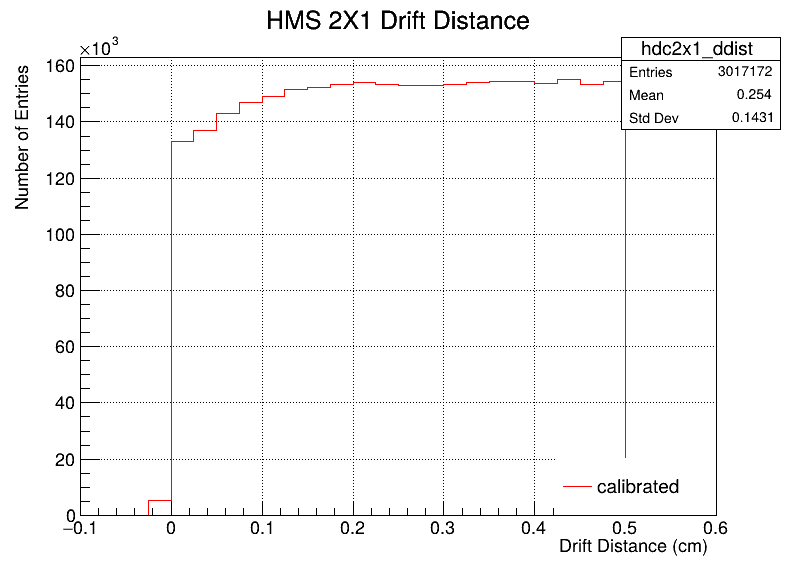 HMS 2X1 Drift Distance
×10³
hdc2x1_ddist
Entries 3017172
Mean 0.254
Std Dev 0.1431
Number of Entries
160
140
120
100
80
60
40
20
0
−0.1 0 0.1 0.2 0.3 0.4 0.5 0.6
calibrated
Drift Distance (cm)